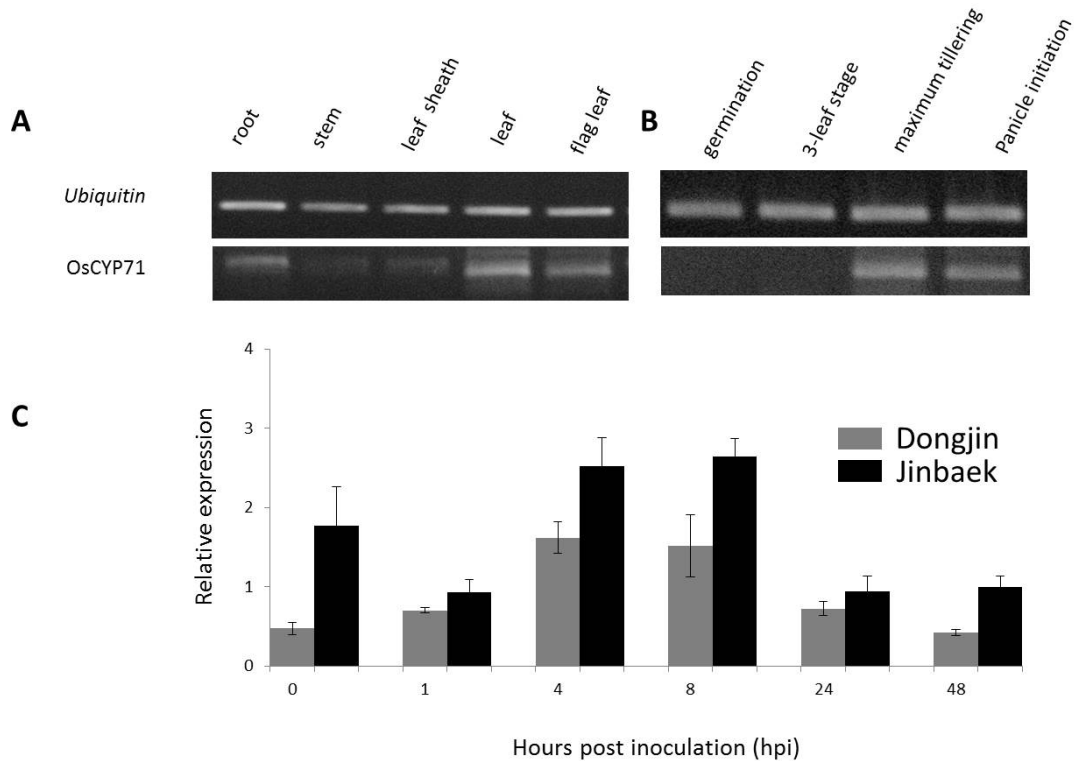 A
root
stem
leaf sheath
leaf
flag leaf
B
germination
3-leaf stage
maximum tillering
Panicle initiation
Ubiquitin
OsCYP71
C
Relative expression
4
3
2
1
0
Dongjin
Jinbaek
0 1 4 8 24 48
Hours post inoculation (hpi)